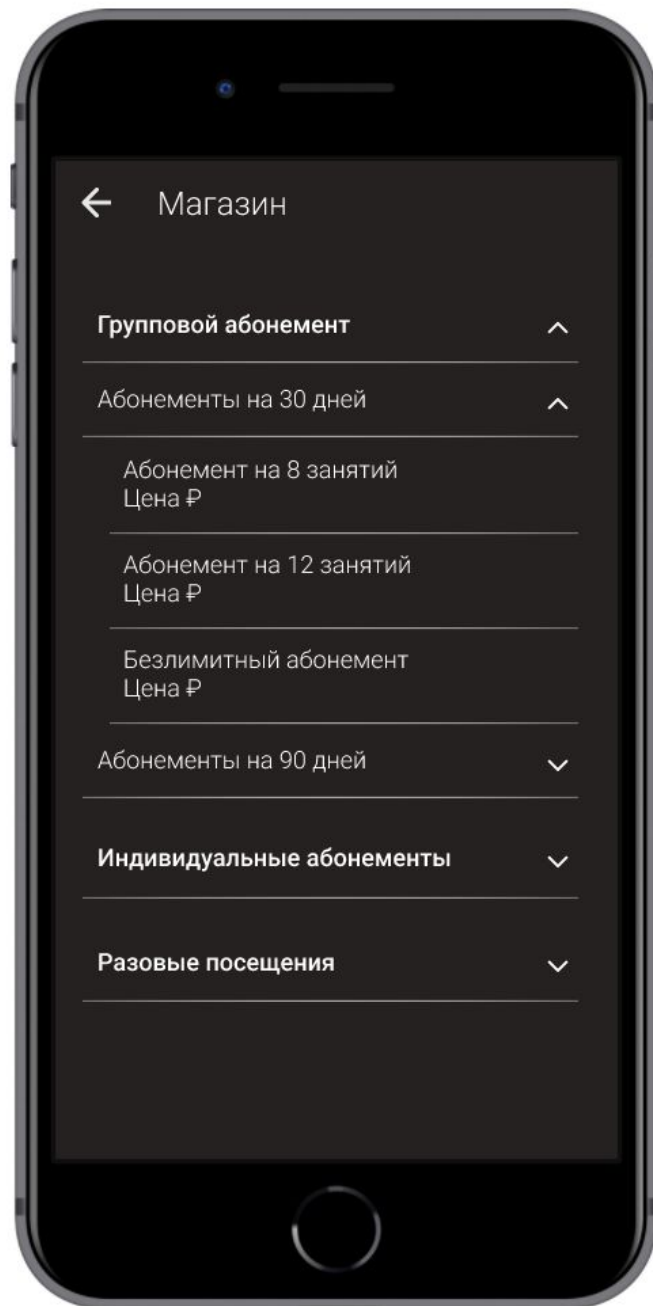 Магазин
Групповой абонемент
Абонементы на 30 дней
Абонемент на 8 занятий
Цена ₽
Абонемент на 12 занятий
Цена ₽
Безлимитный абонемент
Цена ₽
Абонементы на 90 дней
Индивидуальные абонементы
Разовые посещения